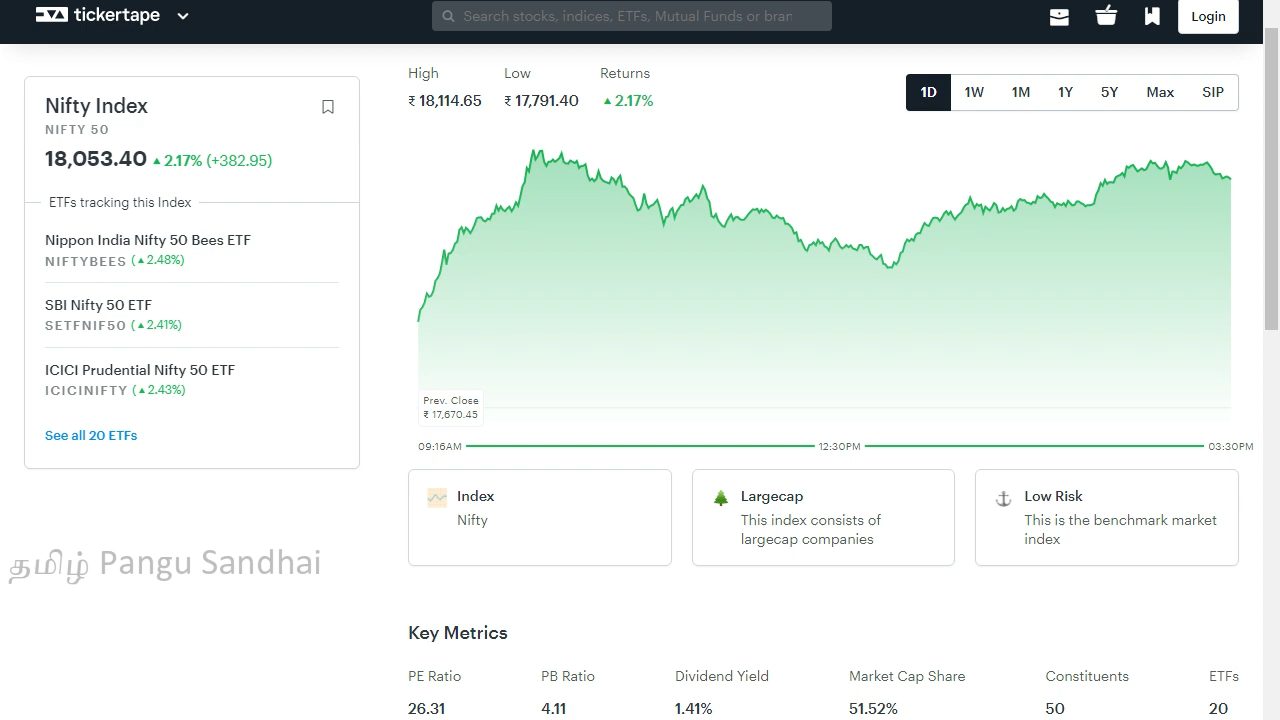 tickertape
Search stocks, indices, ETFs, Mutual Funds or bran
Login
Nifty Index
NIFTY 50
18,053.40 ▲ 2.17% (+382.95)
ETFs tracking this Index
Nippon India Nifty 50 Bees ETF
NIFTYBEES (▲2.48%)
SBI Nifty 50 ETF
SETFNIF50 (▲2.41%)
ICICI Prudential Nifty 50 ETF
ICICINIFTY (▲2.43%)
See all 20 ETFs
தமிழ் Pangu Sandhai
High Low Returns
₹ 18,114.65 ₹ 17,791.40 ▲ 2.17%
1D 1W 1M 1Y 5Y Max SIP
Prev. Close
₹ 17,670.45
09:16AM 12:30PM 03:30PM
Index
Nifty
Largecap
This index consists of
largecap companies
Low Risk
This is the benchmark market
index
Key Metrics
PE Ratio PB Ratio Dividend Yield Market Cap Share Constituents ETFs
26.31 4.11 1.41% 51.52% 50 20